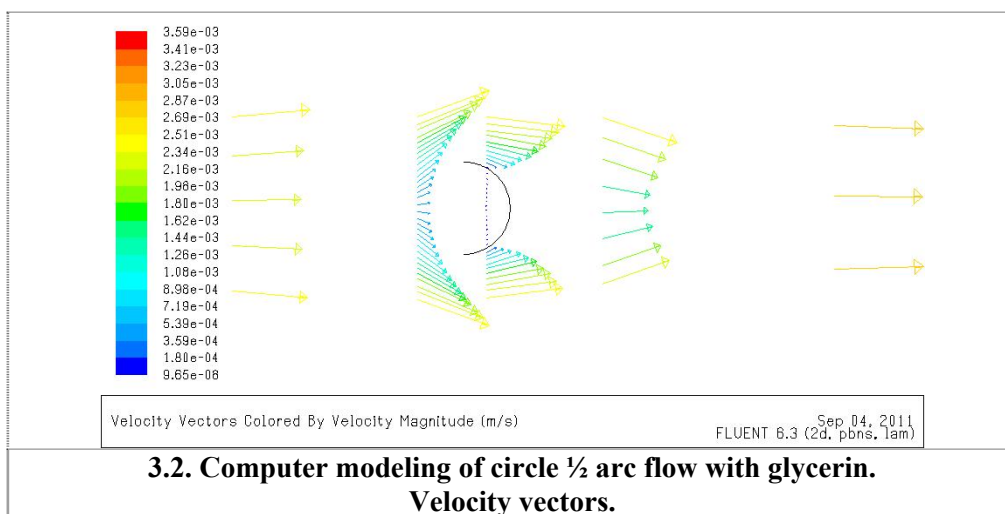 3.59e-03
3.41e-03
3.23e-03
3.05e-03
2.87e-03
2.69e-03
2.51e-03
2.34e-03
2.16e-03
1.98e-03
1.80e-03
1.62e-03
1.44e-03
1.26e-03
1.08e-03
8.98e-04
7.19e-04
5.39e-04
3.59e-04
1.80e-04
9.65e-08
Velocity Vectors Colored By Velocity Magnitude (m/s)
Sep 04, 2011
FLUENT 6.3 (2d, pbns, lam)
3.2. Computer modeling of circle ½ arc flow with glycerin.
Velocity vectors.